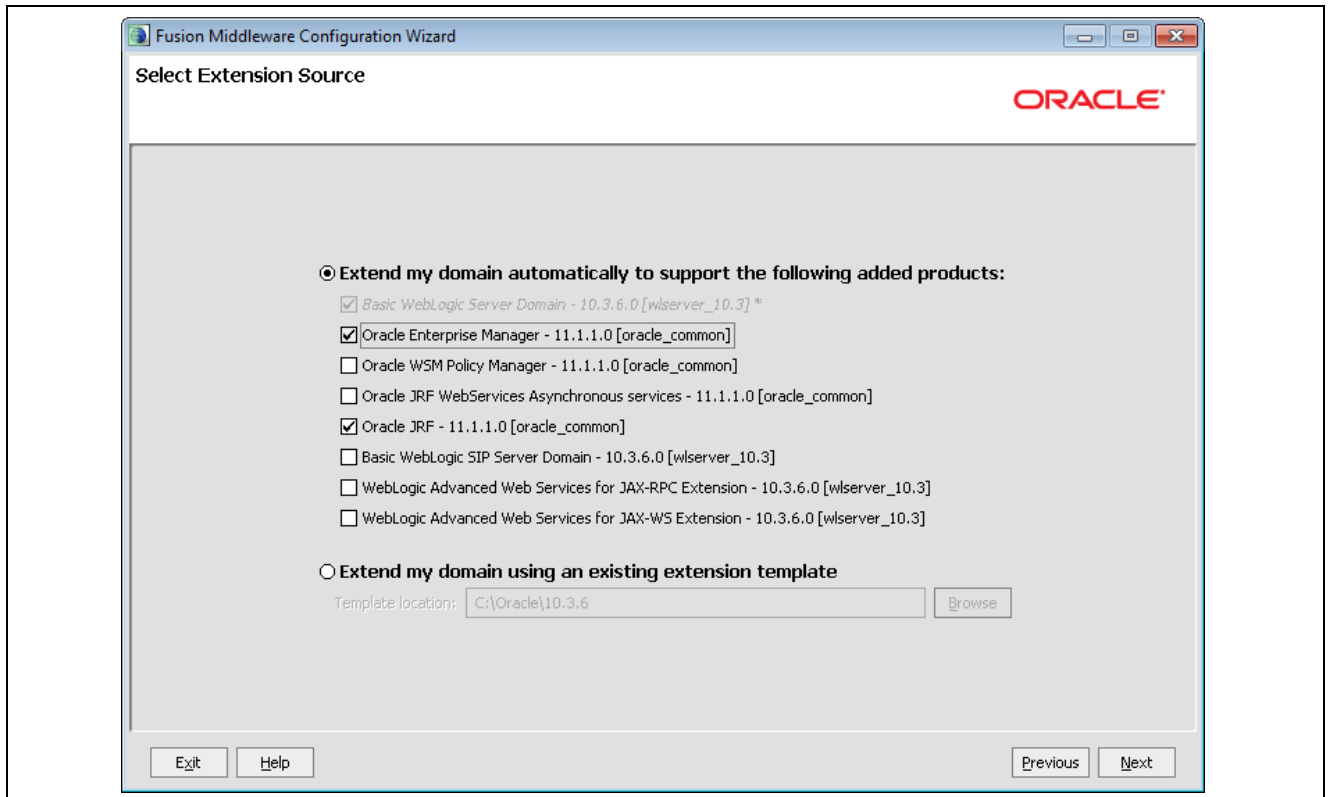 Fusion Middleware Configuration Wizard
Select Extension Source
ORACLE
Extend my domain automatically to support the following added products:
Basic WebLogic Server Domain - 10.3.6.0 [wlserver_10.3] *
Oracle Enterprise Manager - 11.1.1.0 [oracle_common]
Oracle WSM Policy Manager - 11.1.1.0 [oracle_common]
Oracle JRF WebServices Asynchronous services - 11.1.1.0 [oracle_common]
Oracle JRF - 11.1.1.0 [oracle_common]
Basic WebLogic SIP Server Domain - 10.3.6.0 [wlserver_10.3]
WebLogic Advanced Web Services for JAX-RPC Extension - 10.3.6.0 [wlserver_10.3]
WebLogic Advanced Web Services for JAX-WS Extension - 10.3.6.0 [wlserver_10.3]
Extend my domain using an existing extension template
Template location: C:\Oracle\10.3.6 Browse
Exit Help Previous Next